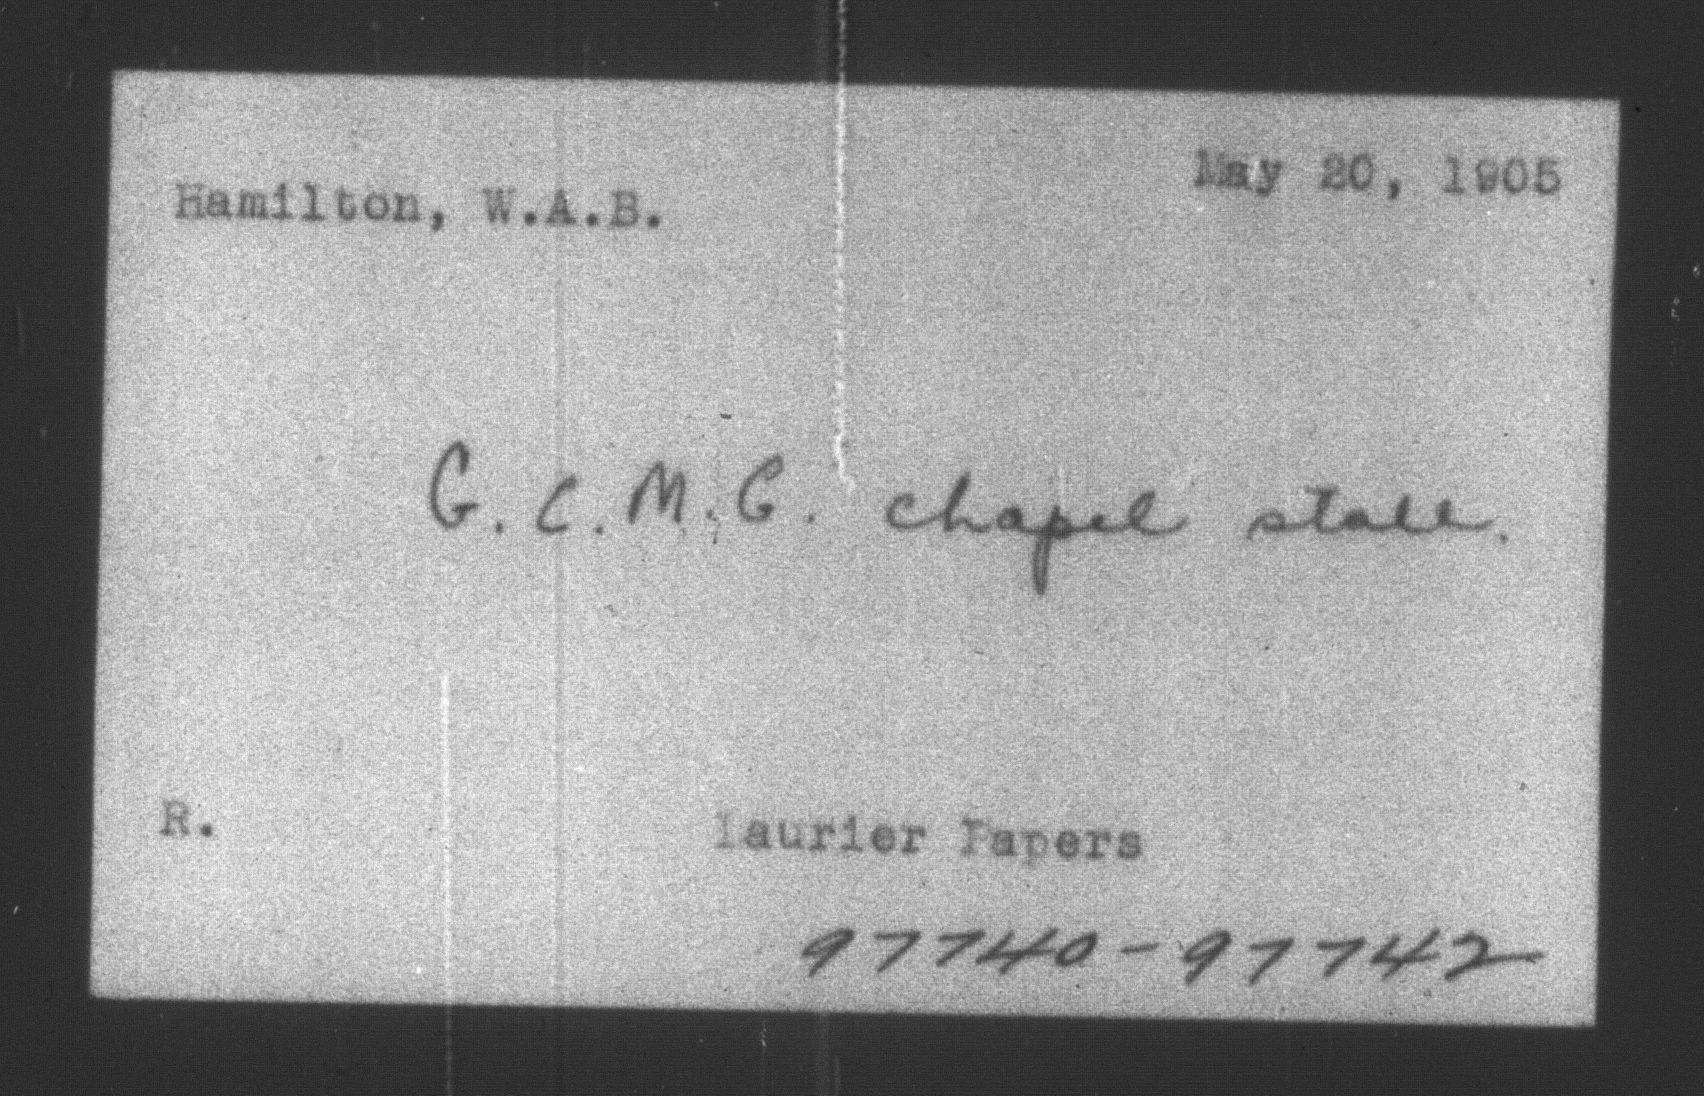 May 20, 1905
Hamilton, W.A.B.
G.C.M.G. chapel stall.
R.
Laurier Papers
97740-97742